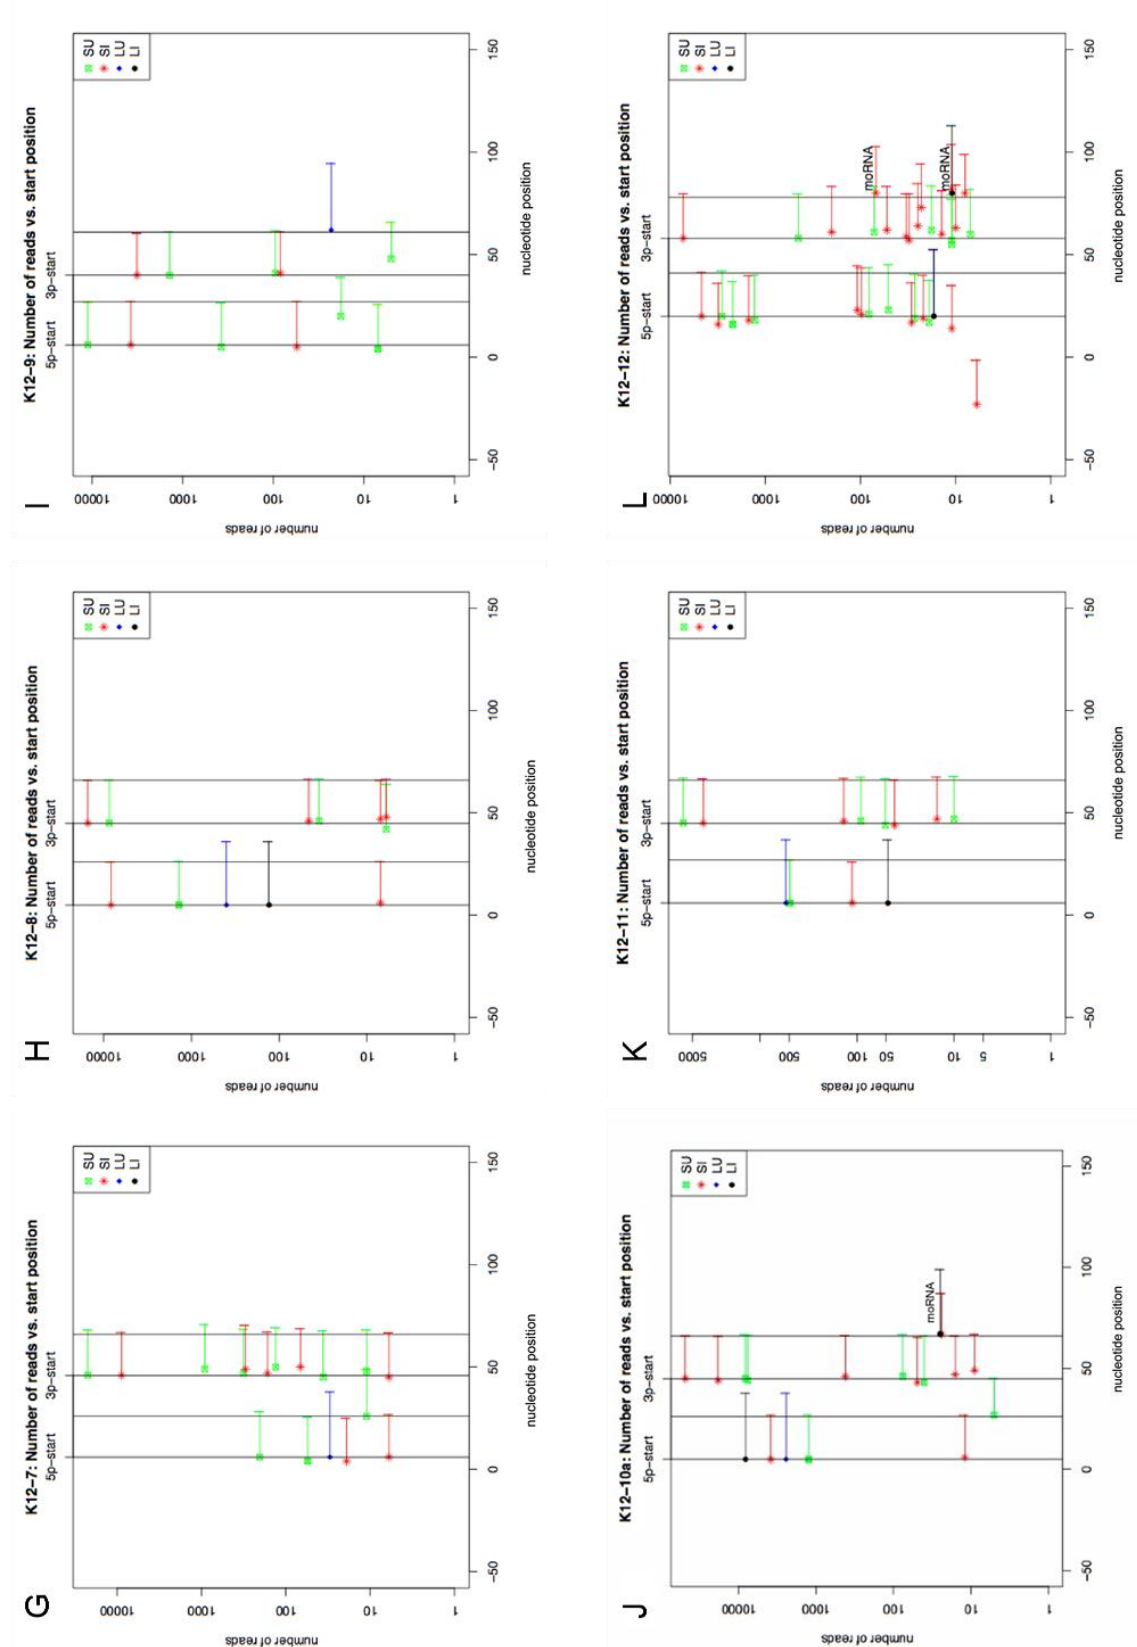 G
K12−7: Number of reads vs. start position
5p−start 3p−start
SU
SI
LU
LI
10000
1000
100
10
1
number of reads
−50 0 50 100 150
nucleotide position
H
K12−8: Number of reads vs. start position
5p−start 3p−start
SU
SI
LU
LI
10000
1000
100
10
1
number of reads
−50 0 50 100 150
nucleotide position
I
K12−9: Number of reads vs. start position
5p−start 3p−start
SU
SI
LU
LI
10000
1000
100
10
1
number of reads
−50 0 50 100 150
nucleotide position
J
K12−10a: Number of reads vs. start position
5p−start 3p−start
SU
SI
LU
LI
moRNA
10000
1000
100
10
1
number of reads
−50 0 50 100 150
nucleotide position
K
K12−11: Number of reads vs. start position
5p−start 3p−start
SU
SI
LU
LI
5000
500
100
50
10
5
1
number of reads
−50 0 50 100 150
nucleotide position
L
K12−12: Number of reads vs. start position
5p−start 3p−start
SU
SI
LU
LI
moRNA
moRNA
10000
1000
100
10
1
number of reads
−50 0 50 100 150
nucleotide position